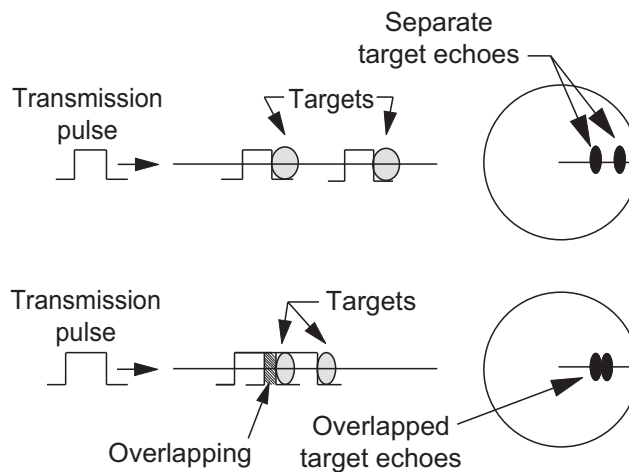 Separate
target echoes
Transmission
pulse
Targets
Transmission
pulse
Targets
Overlapping
Overlapped
target echoes